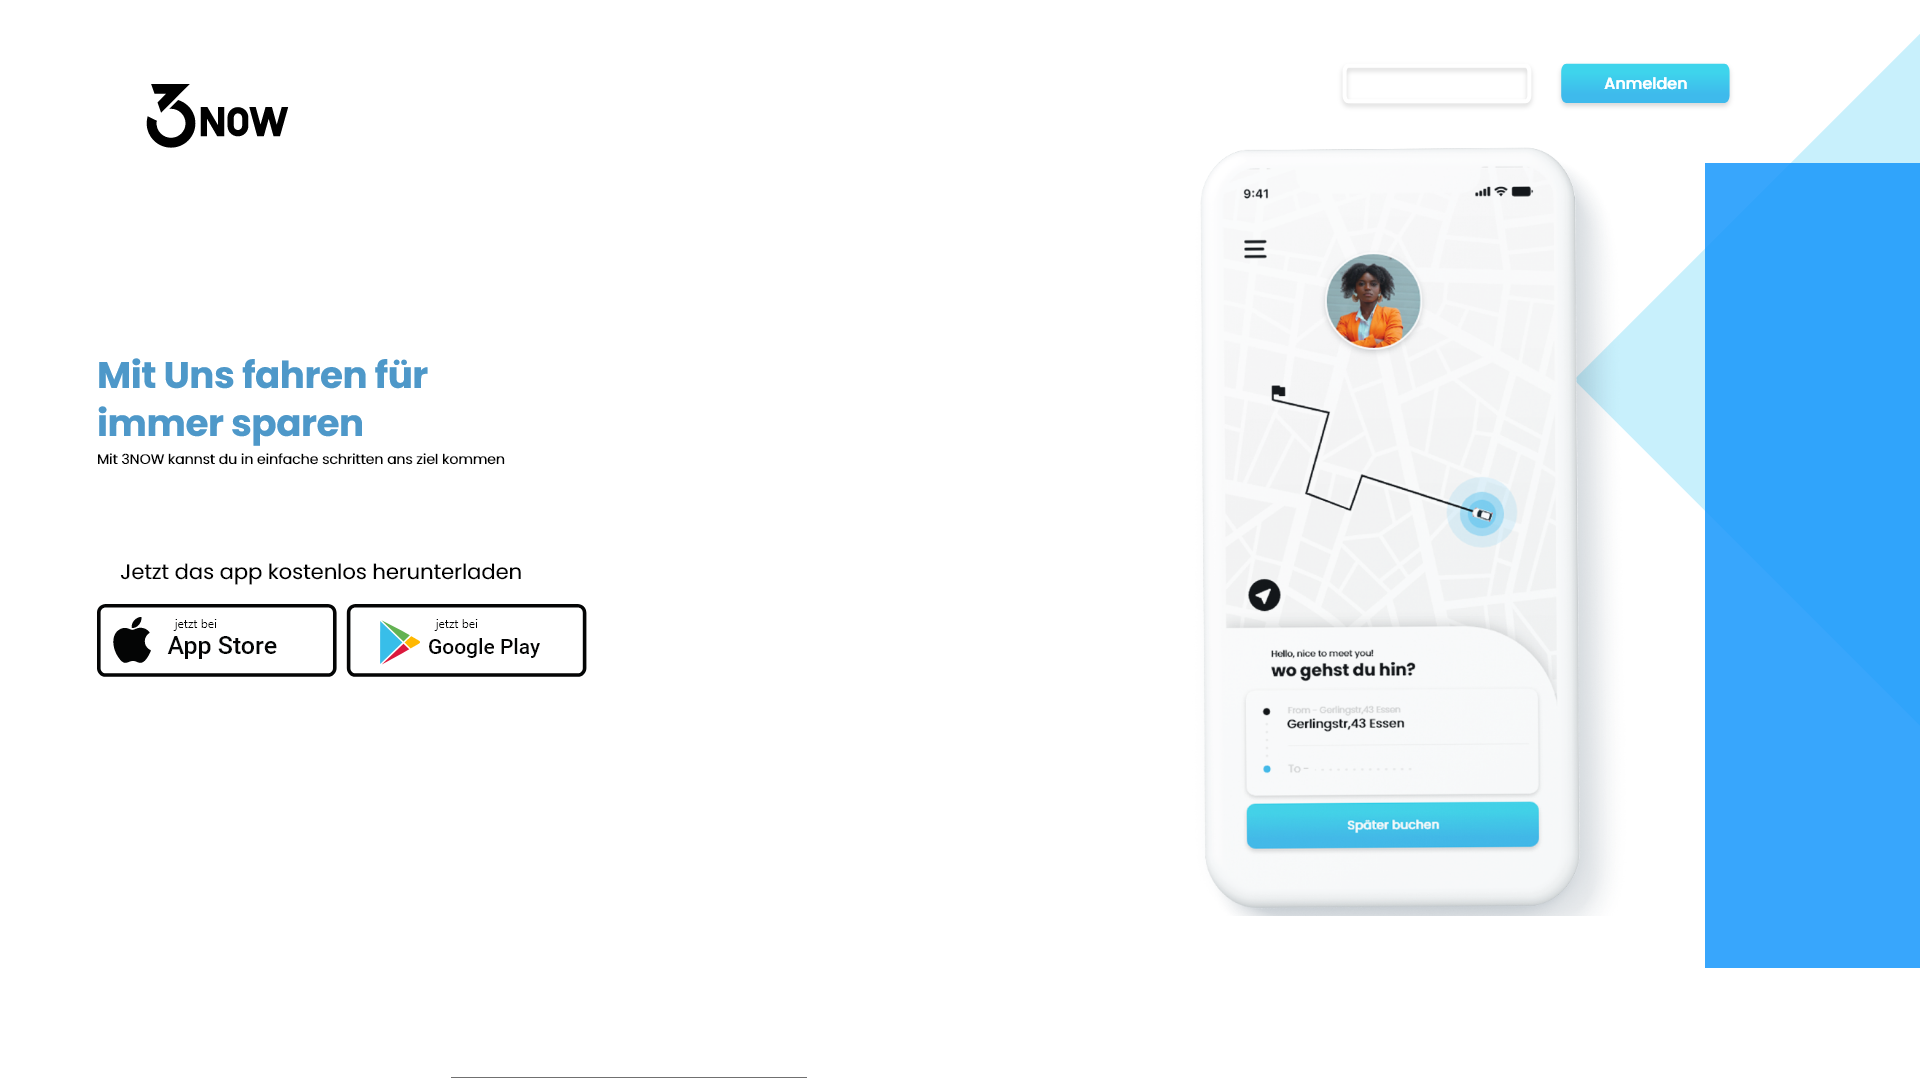 3NOW
Anmelden
Mit Uns fahren für
immer sparen
Mit 3NOW kannst du in einfache schritten ans ziel kommen
Jetzt das app kostenlos herunterladen
jetzt bei
App Store
jetzt bei
Google Play
9:41
Hello, nice to meet you!
wo gehst du hin?
From - Gerlingstr,43 Essen
Gerlingstr,43 Essen
To -
Später buchen